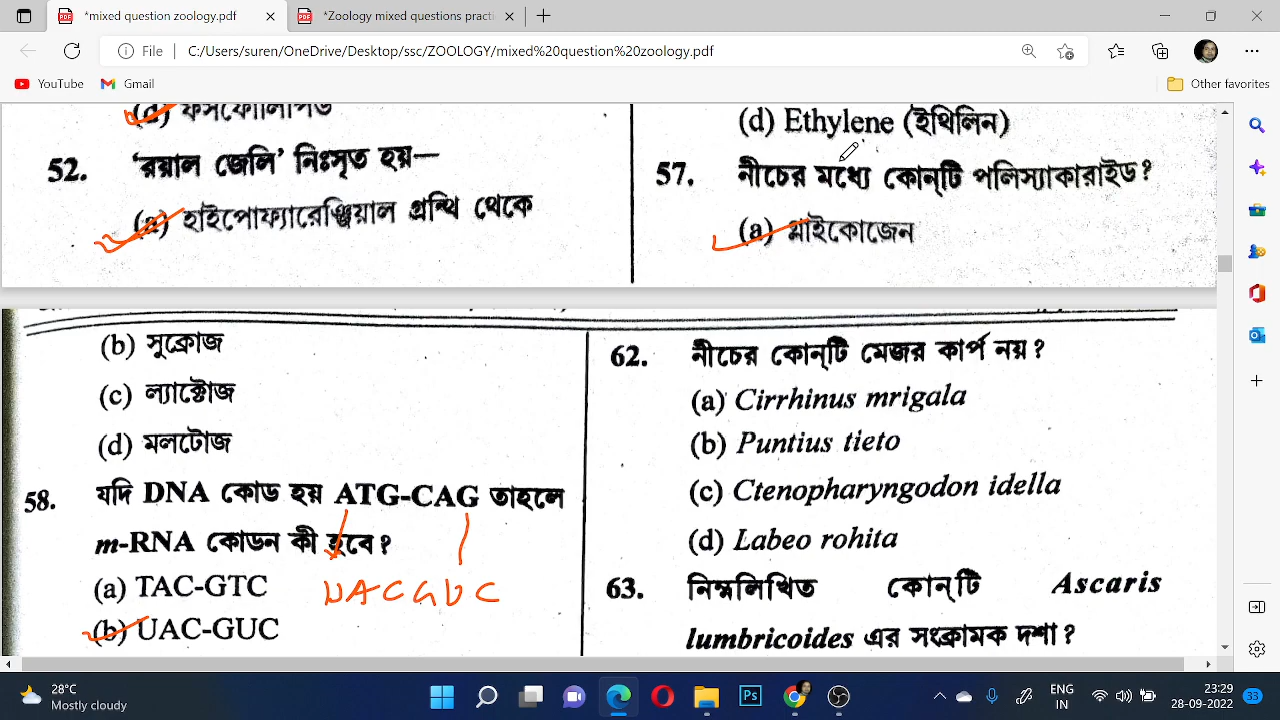 *mixed question zoology.pdf
*Zoology mixed questions practi
File
C:/Users/suren/OneDrive/Desktop/ssc/ZOOLOGY/mixed%20question%20zoology.pdf
YouTube
Gmail
Other favorites
(d) ফসফোলিপিড
52. ‘রয়াল জেলি’ নিঃসৃত হয়—
(a) হাইপোফ্যারেঞ্জিয়াল গ্রন্থি থেকে
(d) Ethylene (ইথিলিন)
57. নীচের মধ্যে কোন্‌টি পলিস্যাকারাইড?
(a) গ্লাইকোজেন
(b) সুক্রোজ
(c) ল্যাক্টোজ
(d) মলটোজ
58. যদি DNA কোড হয় ATG-CAG তাহলে
m-RNA কোডন কী হবে?
(a) TAC-GTC
UACGUC
(b) UAC-GUC
62. নীচের কোন্‌টি মেজর কার্প নয়?
(a) Cirrhinus mrigala
(b) Puntius tieto
(c) Ctenopharyngodon idella
(d) Labeo rohita
63. নিম্নলিখিত কোন্‌টি Ascaris
lumbricoides এর সংক্রামক দশা?
28°C
Mostly cloudy
Ps
ENG
IN
23:29
28-09-2022
33